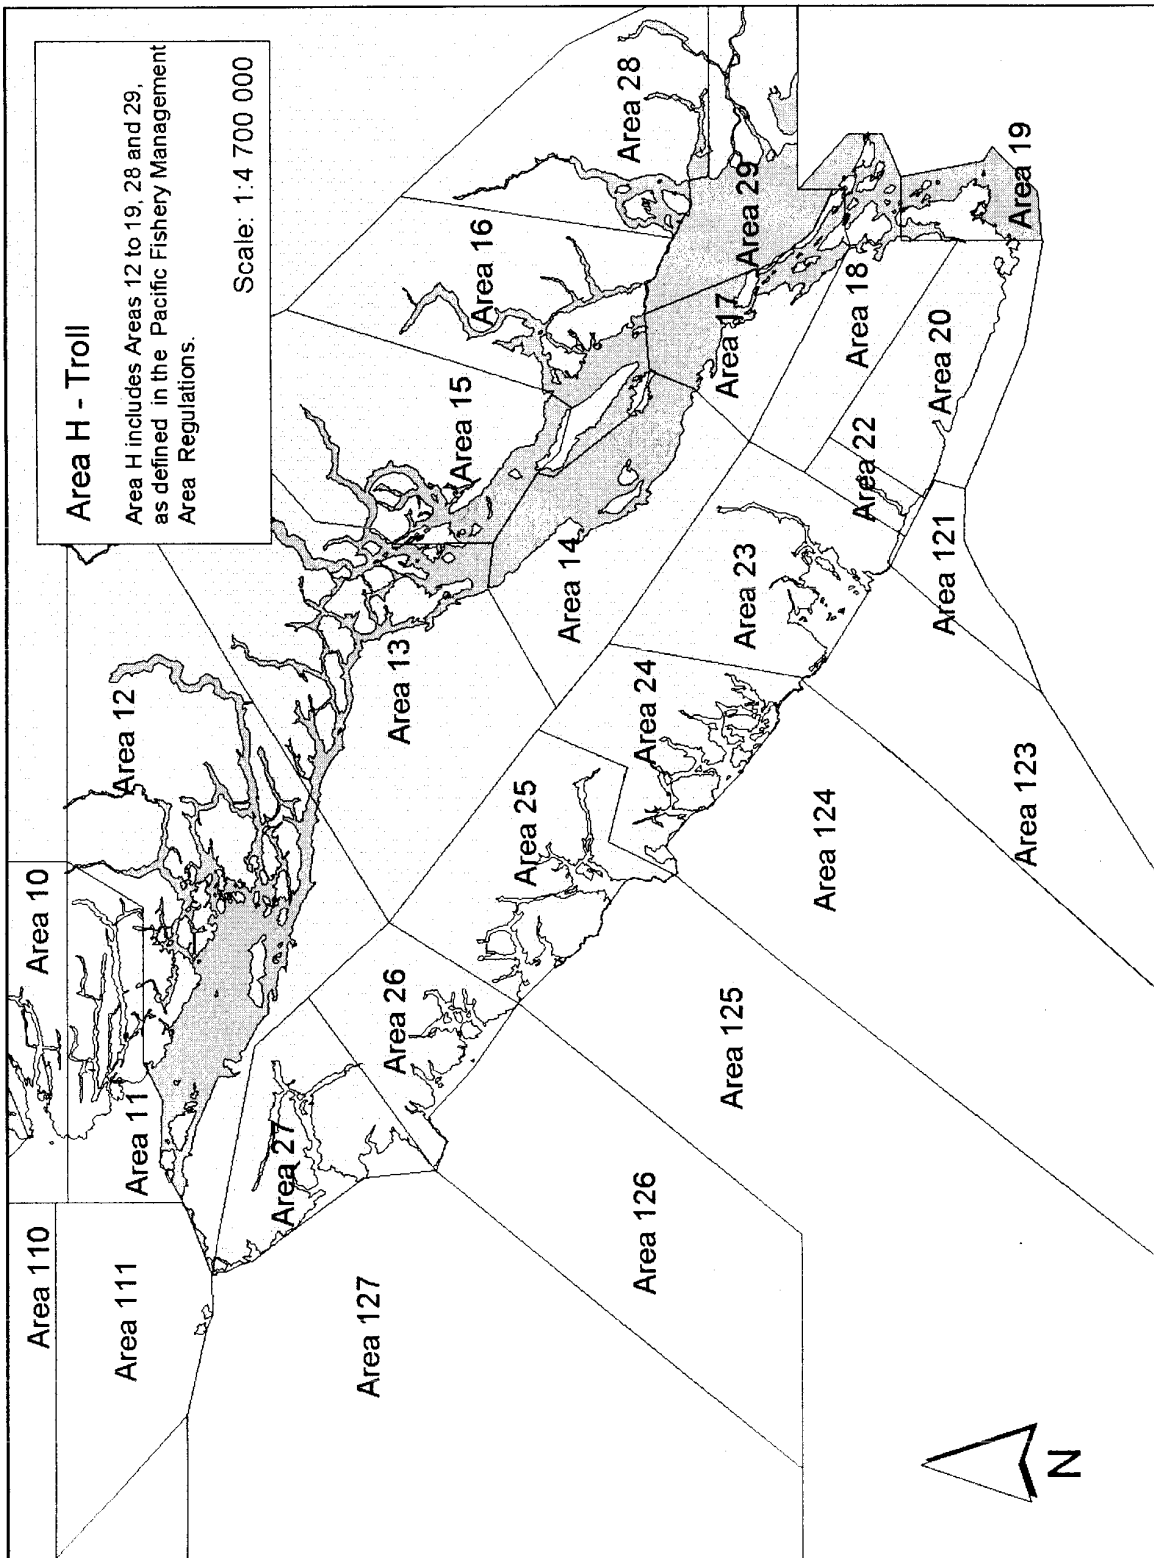 Area H - Troll
Area H includes Areas 12 to 19, 28 and 29,
as defined in the Pacific Fishery Management
Area Regulations.
Scale: 1:4 700 000
Area 110
Area 10
Area 111
Area 11
Area 12
Area 127
Area 27
Area 26
Area 13
Area 25
Area 15
Area 16
Area 28
Area 14
Area 126
Area 24
Area 125
Area 23
Area 17
Area 29
Area 124
Area 22
Area 18
Area 20
Area 121
Area 123
Area 19
N